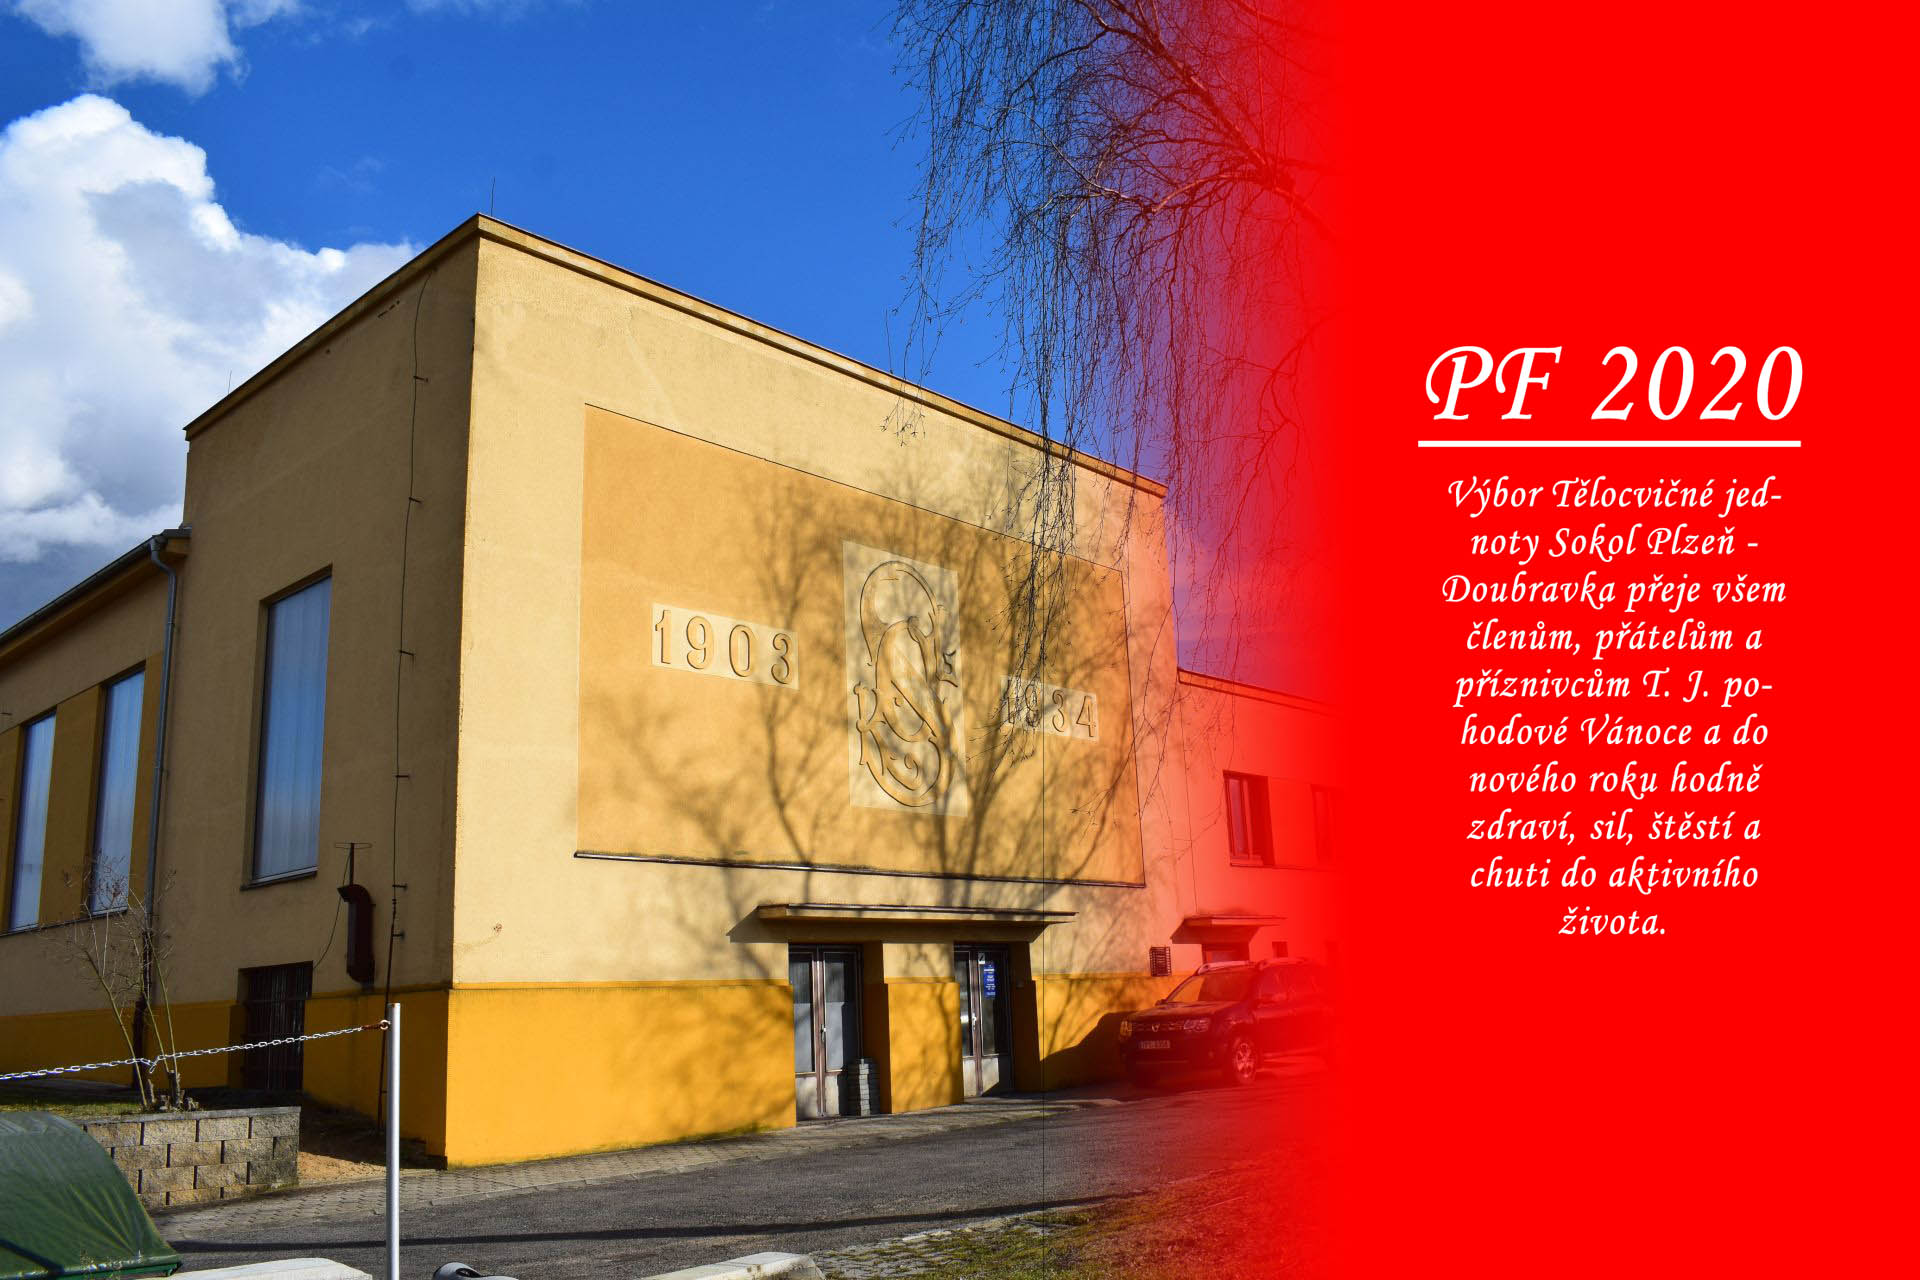 PF 2020
Výbor Tělocvičné jed-
noty Sokol Plzeň -
Doubravka přeje všem
členům, přátelům a
příznivcům T. J. po-
hodové Vánoce a do
nového roku hodně
zdraví, sil, štěstí a
chuti do aktivního
života.
1903
1934